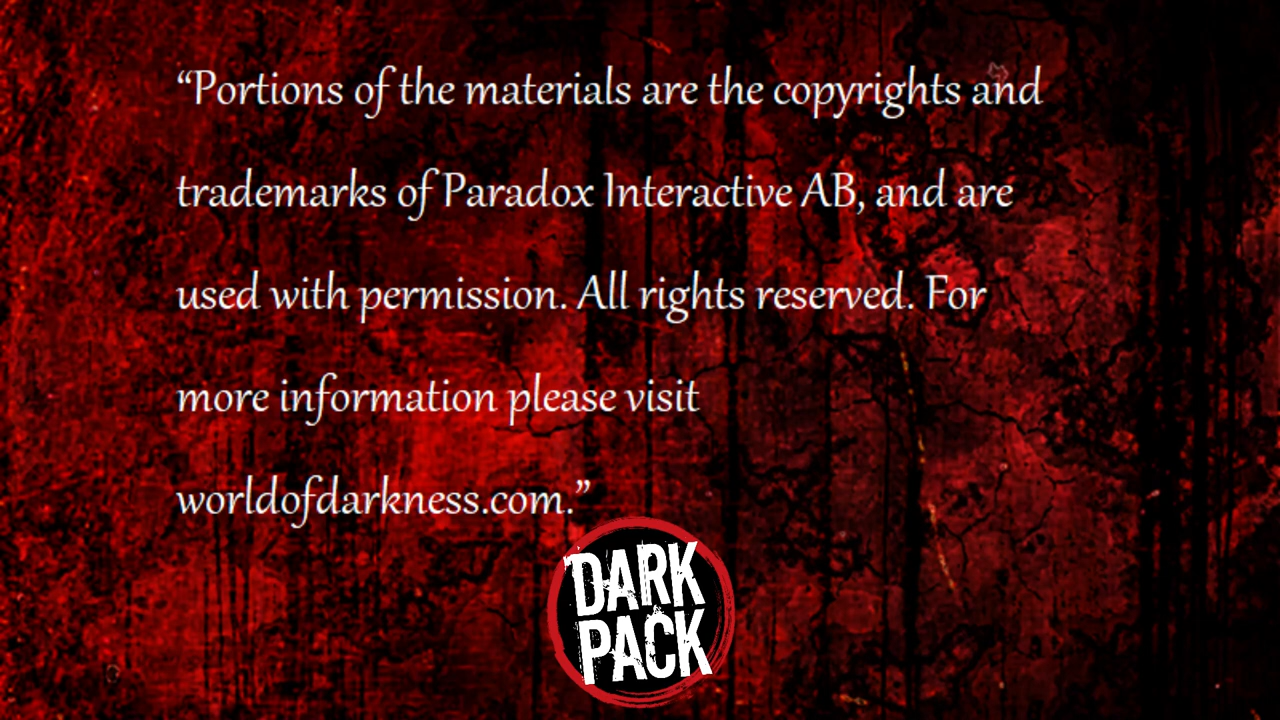 “Portions of the materials are the copyrights and
trademarks of Paradox Interactive AB, and are
used with permission. All rights reserved. For
more information please visit
worldofdarkness.com.”
DARK
PACK